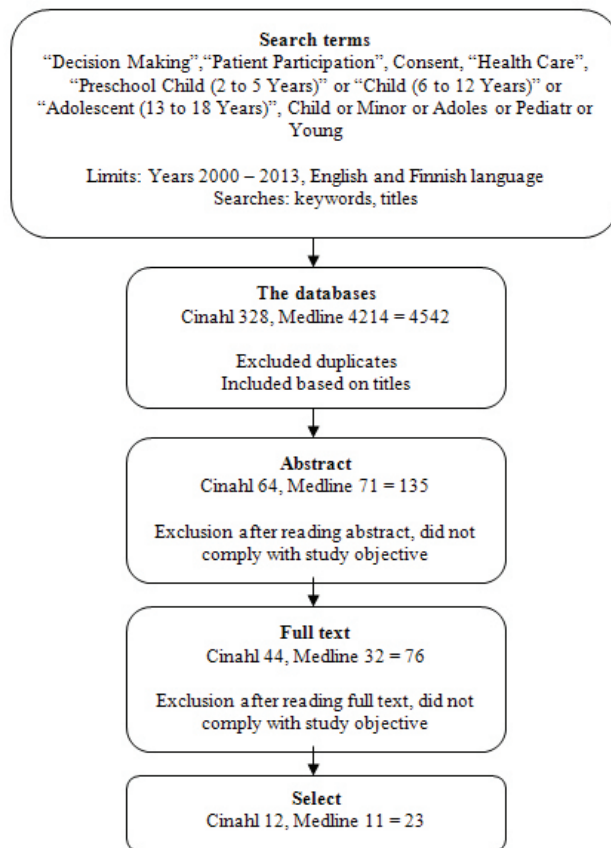 Search terms
“Decision Making”,“Patient Participation”, Consent, “Health Care”,
“Preschool Child (2 to 5 Years)” or “Child (6 to 12 Years)” or
“Adolescent (13 to 18 Years)”, Child or Minor or Adoles or Pediatr or
Young
Limits: Years 2000 – 2013, English and Finnish language
Searches: keywords, titles
The databases
Cinahl 328, Medline 4214 = 4542
Excluded duplicates
Included based on titles
Abstract
Cinahl 64, Medline 71 = 135
Exclusion after reading abstract, did not
comply with study objective
Full text
Cinahl 44, Medline 32 = 76
Exclusion after reading full text, did not
comply with study objective
Select
Cinahl 12, Medline 11 = 23